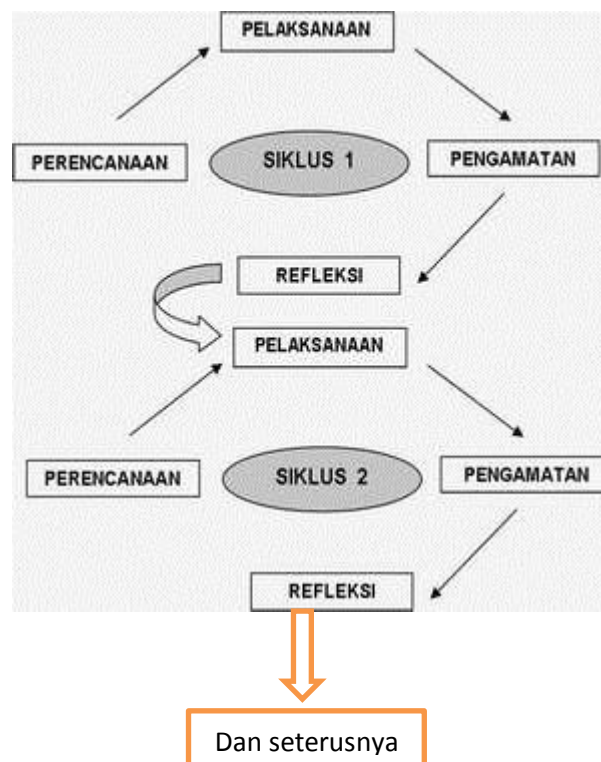 PELAKSANAAN
PERENCANAAN
SIKLUS 1
PENGAMATAN
REFLEKSI
PELAKSANAAN
PERENCANAAN
SIKLUS 2
PENGAMATAN
REFLEKSI
Dan seterusnya